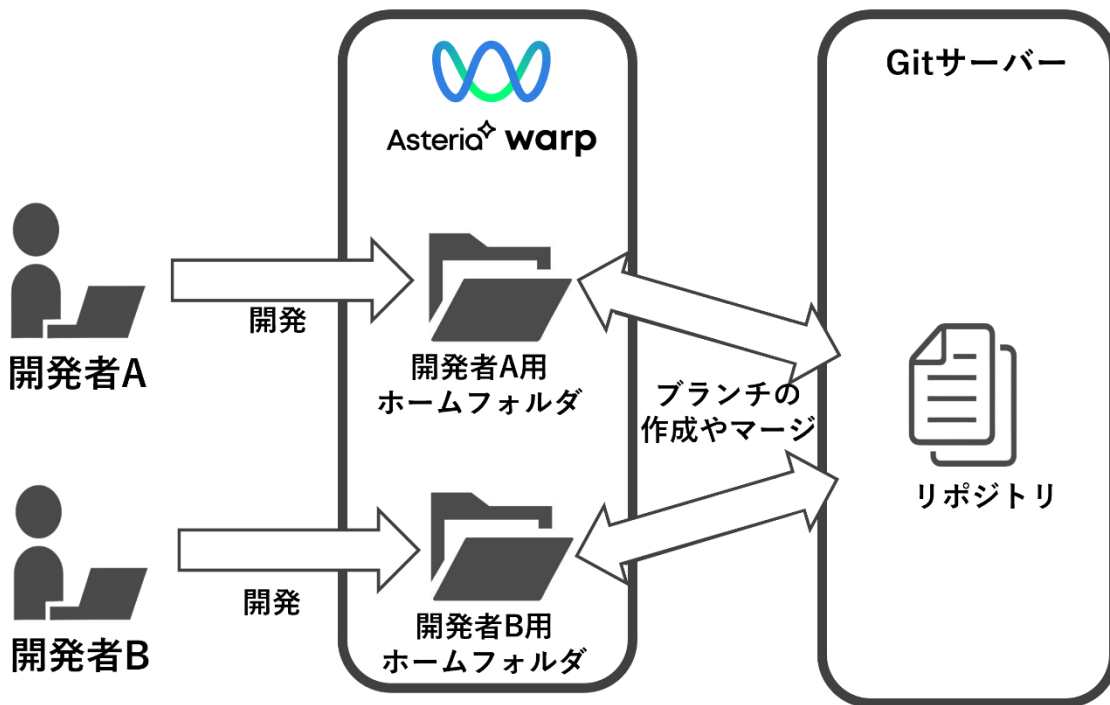 Asteria warp
Gitサーバー
開発
開発者A
開発者A用
ホームフォルダ
ブランチの
作成やマージ
リポジトリ
開発
開発者B
開発者B用
ホームフォルダ